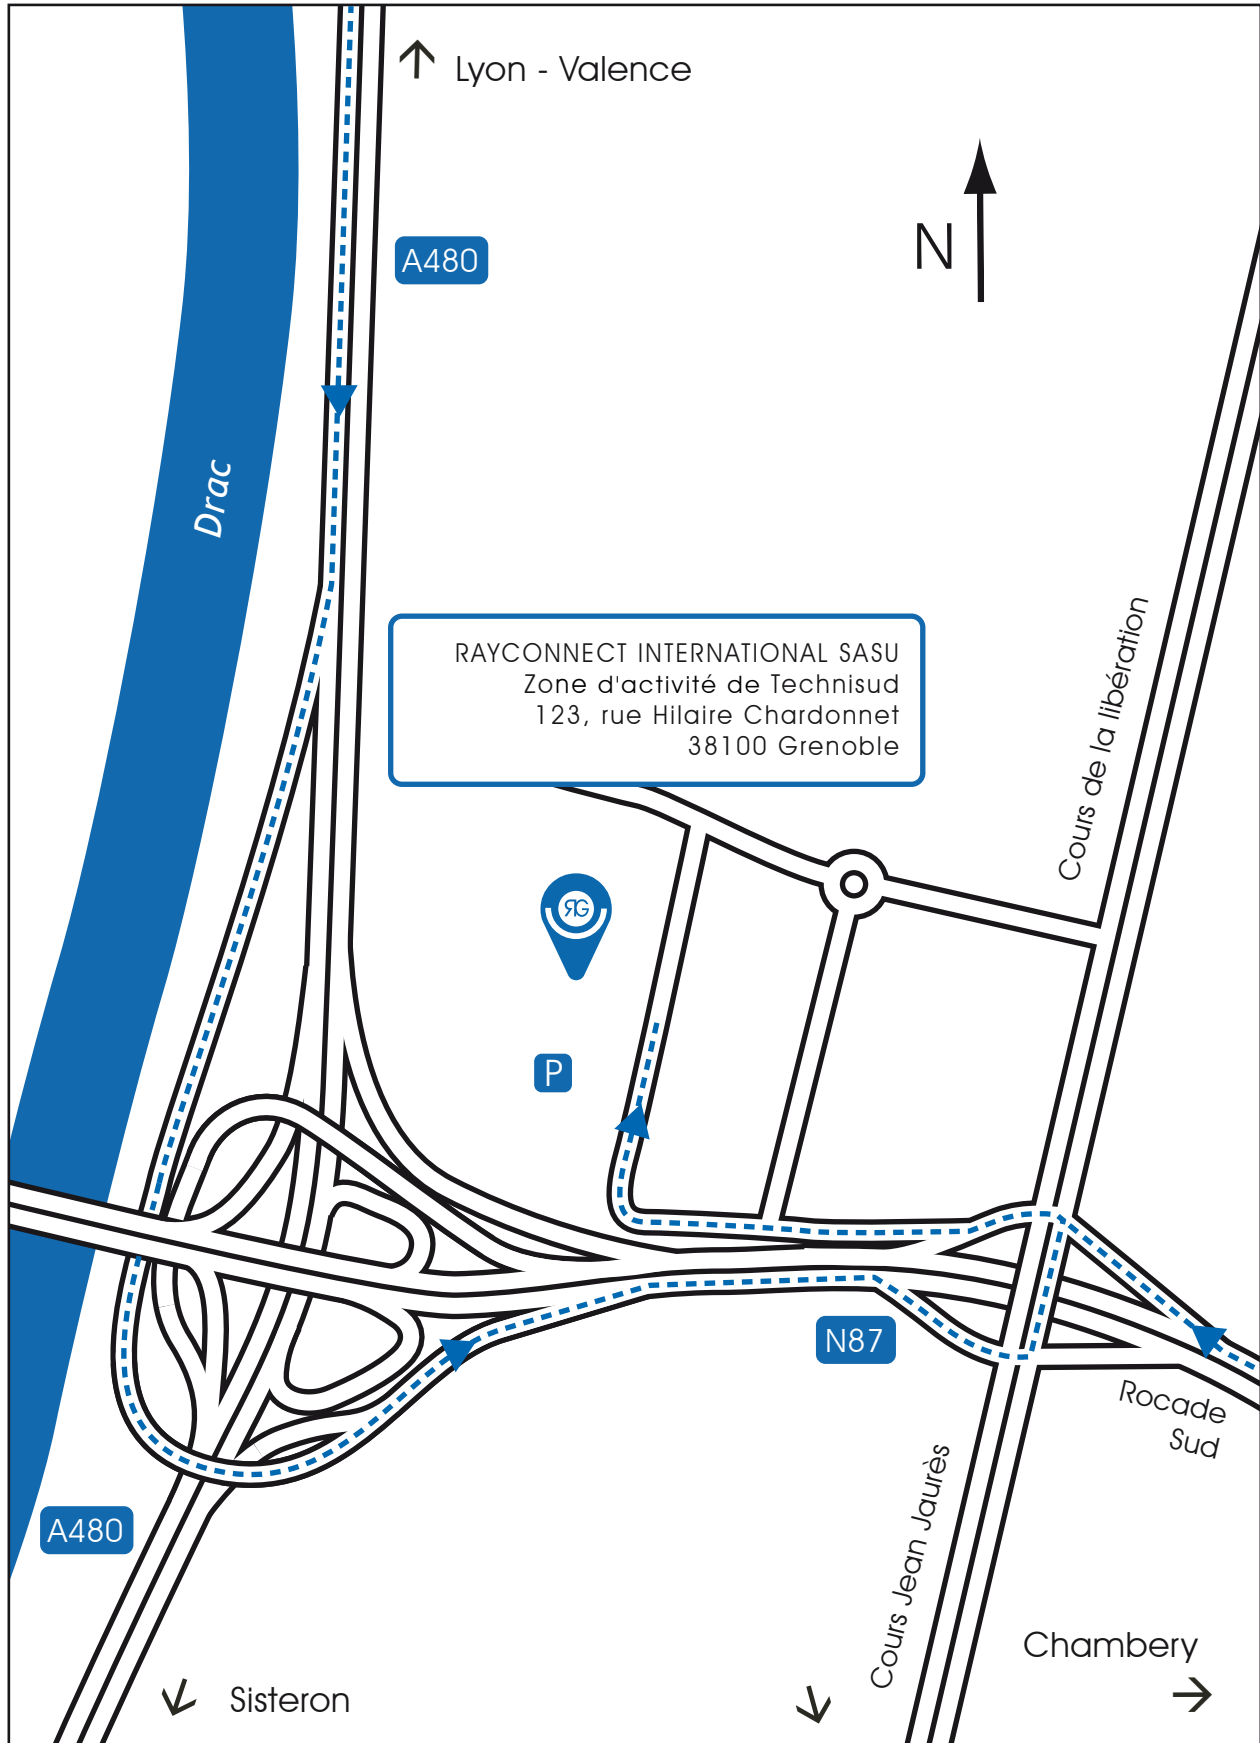 Lyon - Valence
N
A480
Drac
Cours de la libération
RAYCONNECT INTERNATIONAL SASU
Zone d'activité de Technisud
123, rue Hilaire Chardonnet
38100 Grenoble
RG
P
N87
Rocade
Sud
Cours Jean Jaurès
A480
Chambery
Sisteron